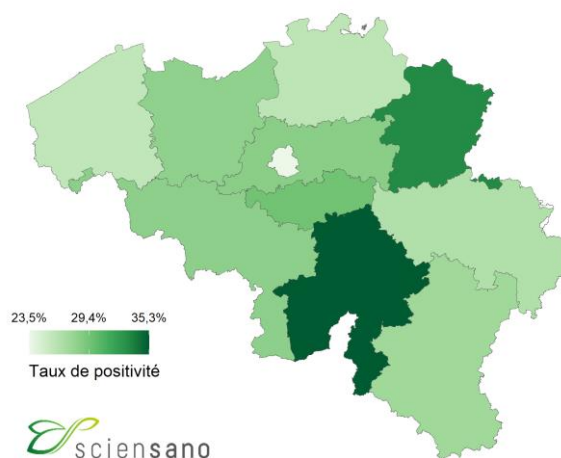 23,5% 29,4% 35,3%
Taux de positivité
sciensano